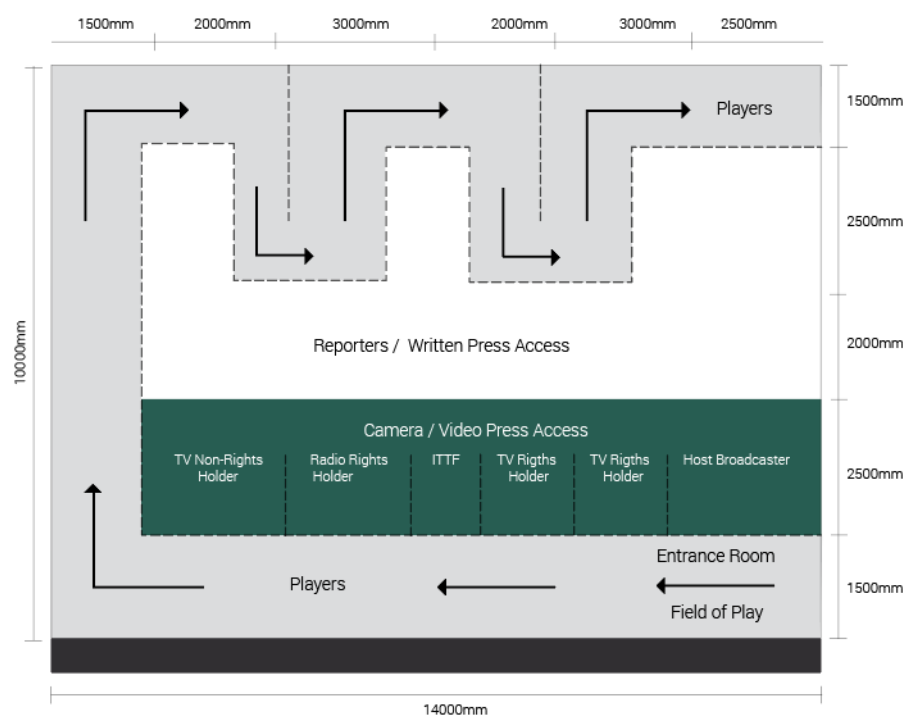 1500mm 2000mm 3000mm 2000mm 3000mm 2500mm
Players
1500mm
2500mm
10000mm
Reporters / Written Press Access
2000mm
Camera / Video Press Access
TV Non-Rights
Holder
Radio Rights
Holder
ITTF
TV Rigths
Holder
TV Rigths
Holder
Host Broadcaster
2500mm
Entrance Room
Players
Field of Play
1500mm
14000mm